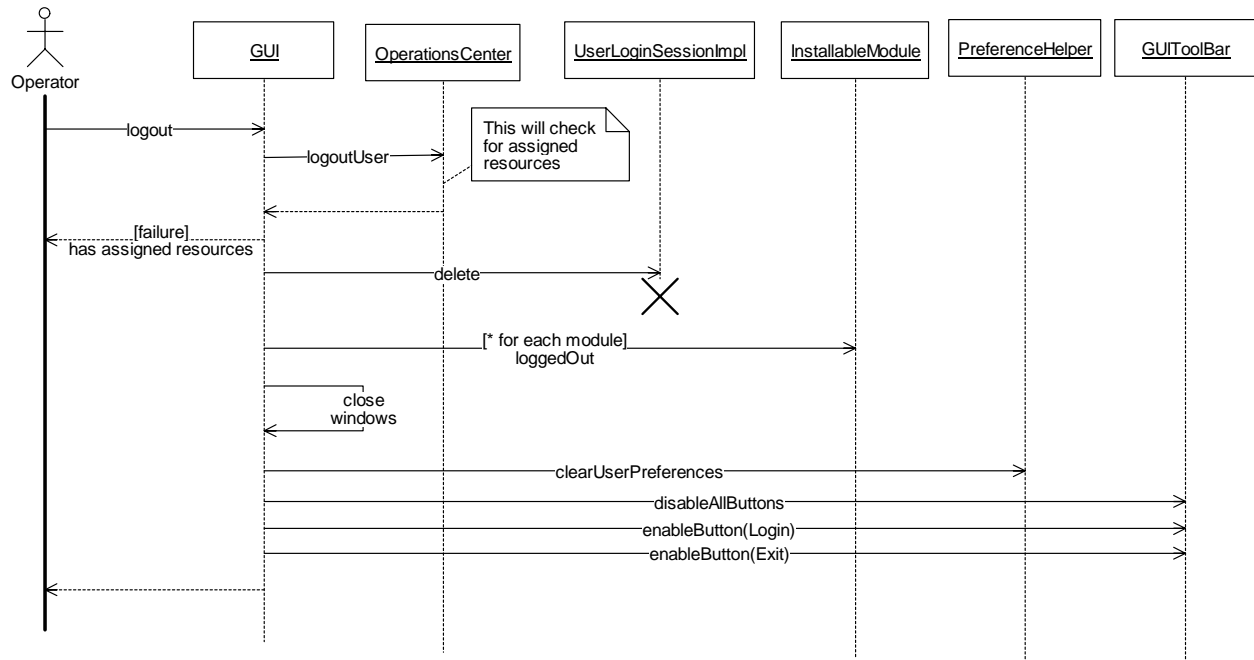 Operator
GUI
OperationsCenter
UserLoginSessionImpl
InstallableModule
PreferenceHelper
GUIToolBar
logout
This will check
for assigned
resources
logoutUser
[failure]
has assigned resources
delete
[* for each module]
loggedOut
close
windows
clearUserPreferences
disableAllButtons
enableButton(Login)
enableButton(Exit)